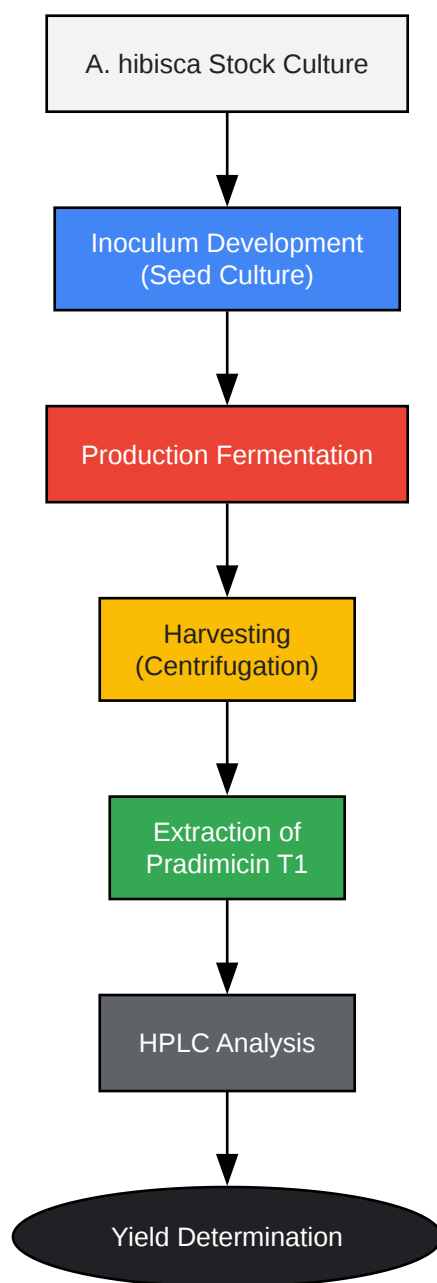 A. hibisca Stock Culture
Inoculum Development
(Seed Culture)
Production Fermentation
Harvesting
(Centrifugation)
Extraction of
Pradimicin T1
HPLC Analysis
Yield Determination